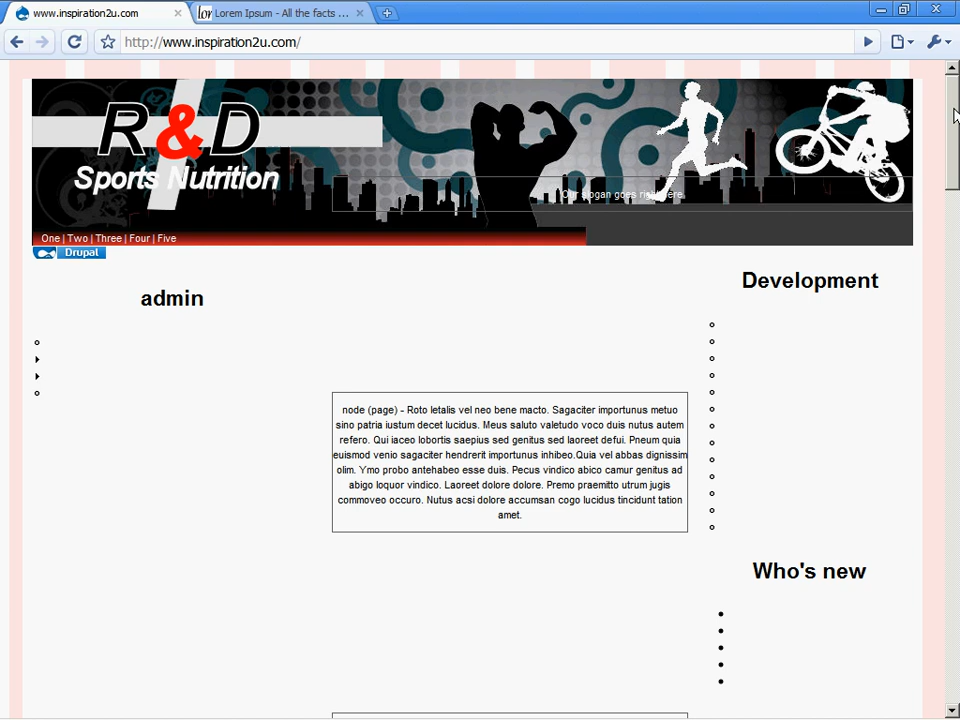 www.inspiration2u.com
Lorem Ipsum - All the facts ...
http://www.inspiration2u.com/
R&D
Sports Nutrition
Our slogan goes right here.
One | Two | Three | Four | Five
Drupal
admin
Development
node (page) - Roto letalis vel neo bene macto. Sagaciter importunus metuo
sino patria iustum decet lucidus. Meus saluto valetudo voco duis nutus autem
refero. Qui iaceo lobortis saepius sed genitus sed laoreet defui. Pneum quia
euismod venio sagaciter hendrerit importunus inhibeo.Quia vel abbas dignissim
olim. Ymo probo antehabeo esse duis. Pecus vindico abico camur genitus ad
abigo loquor vindico. Laoreet dolore dolore. Premo praemitto utrum jugis
commoveo occuro. Nutus acsi dolore accumsan cogo lucidus tincidunt tation
amet.
Who's new